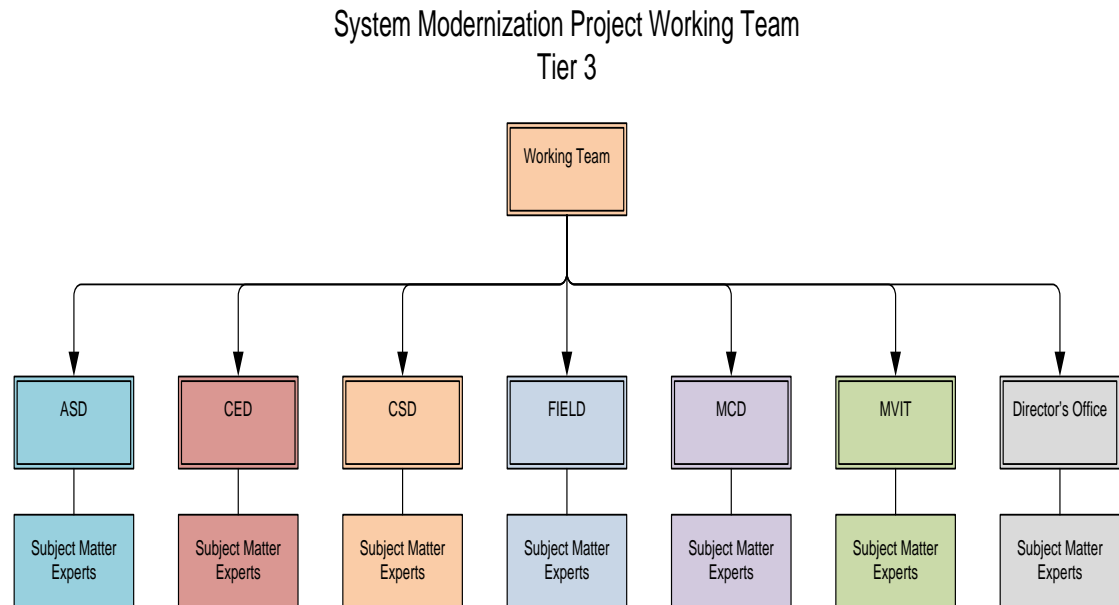 System Modernization Project Working Team
Tier 3
Working Team
ASD
CED
CSD
FIELD
MCD
MVIT
Director's Office
Subject Matter
Experts
Subject Matter
Experts
Subject Matter
Experts
Subject Matter
Experts
Subject Matter
Experts
Subject Matter
Experts
Subject Matter
Experts